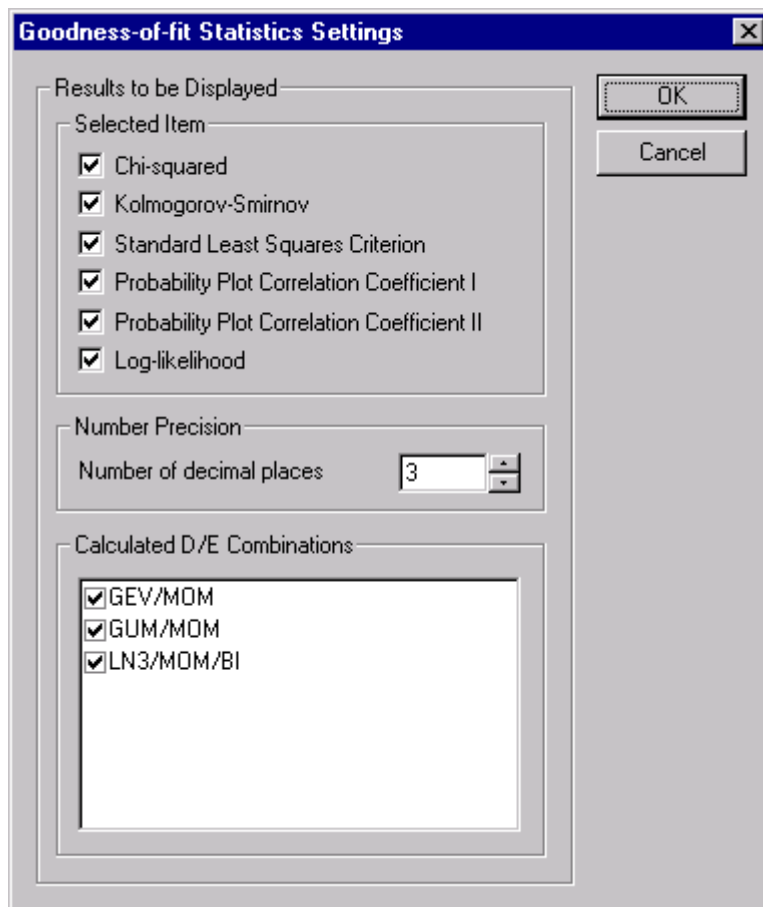 Goodness-of-fit Statistics Settings
Results to be Displayed
OK
Selected Item
Cancel
Chi-squared
Kolmogorov-Smirnov
Standard Least Squares Criterion
Probability Plot Correlation Coefficient I
Probability Plot Correlation Coefficient II
Log-likelihood
Number Precision
Number of decimal places 3
Calculated D/E Combinations
GEV/MOM
GUM/MOM
LN3/MOM/BI